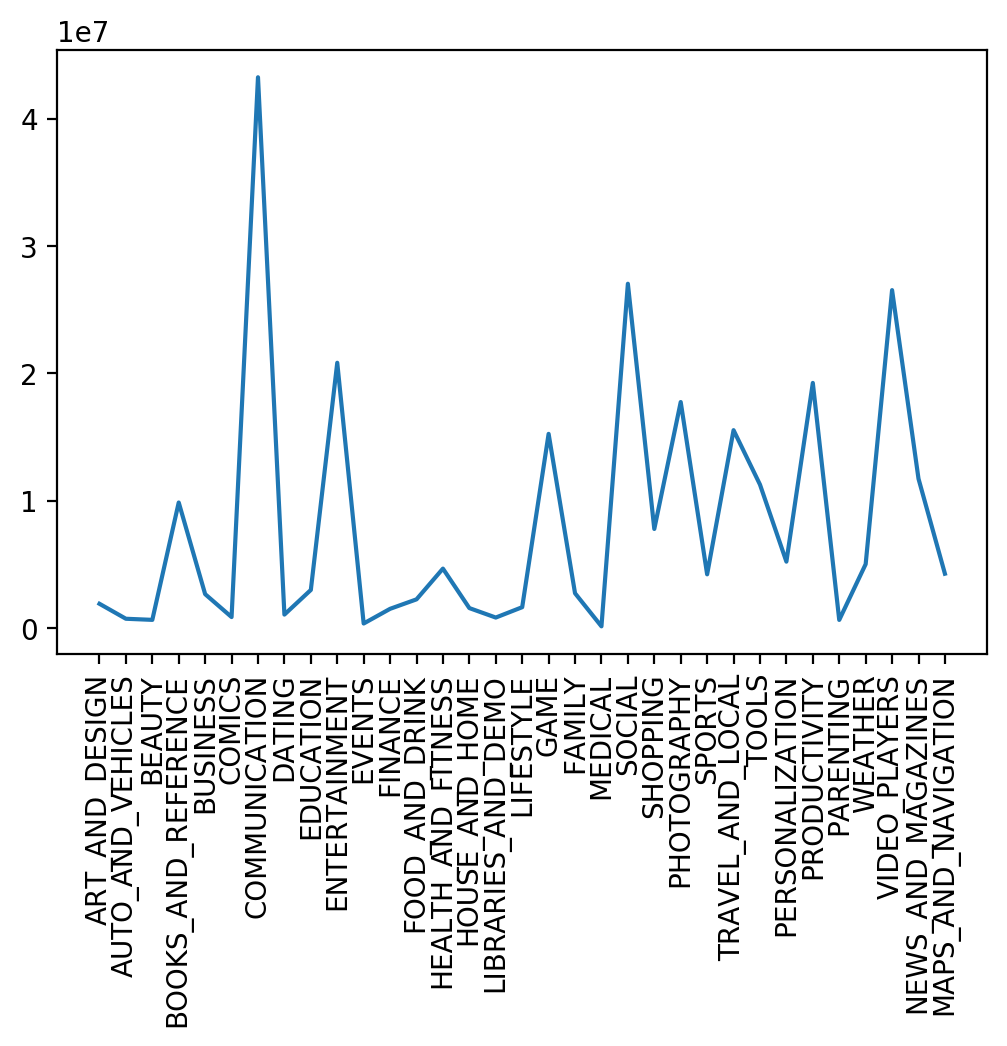 1e7
4
3
2
1
0
ART_AND_DESIGN
AUTO_AND_VEHICLES
BEAUTY
BOOKS_AND_REFERENCE
BUSINESS
COMICS
COMMUNICATION
DATING
EDUCATION
ENTERTAINMENT
EVENTS
FINANCE
FOOD_AND_DRINK
HEALTH_AND_FITNESS
HOUSE_AND_HOME
LIBRARIES_AND_DEMO
LIFESTYLE
GAME
FAMILY
MEDICAL
SOCIAL
SHOPPING
PHOTOGRAPHY
SPORTS
TRAVEL_AND_LOCAL
TOOLS
PERSONALIZATION
PRODUCTIVITY
PARENTING
WEATHER
VIDEO_PLAYERS
NEWS_AND_MAGAZINES
MAPS_AND_NAVIGATION